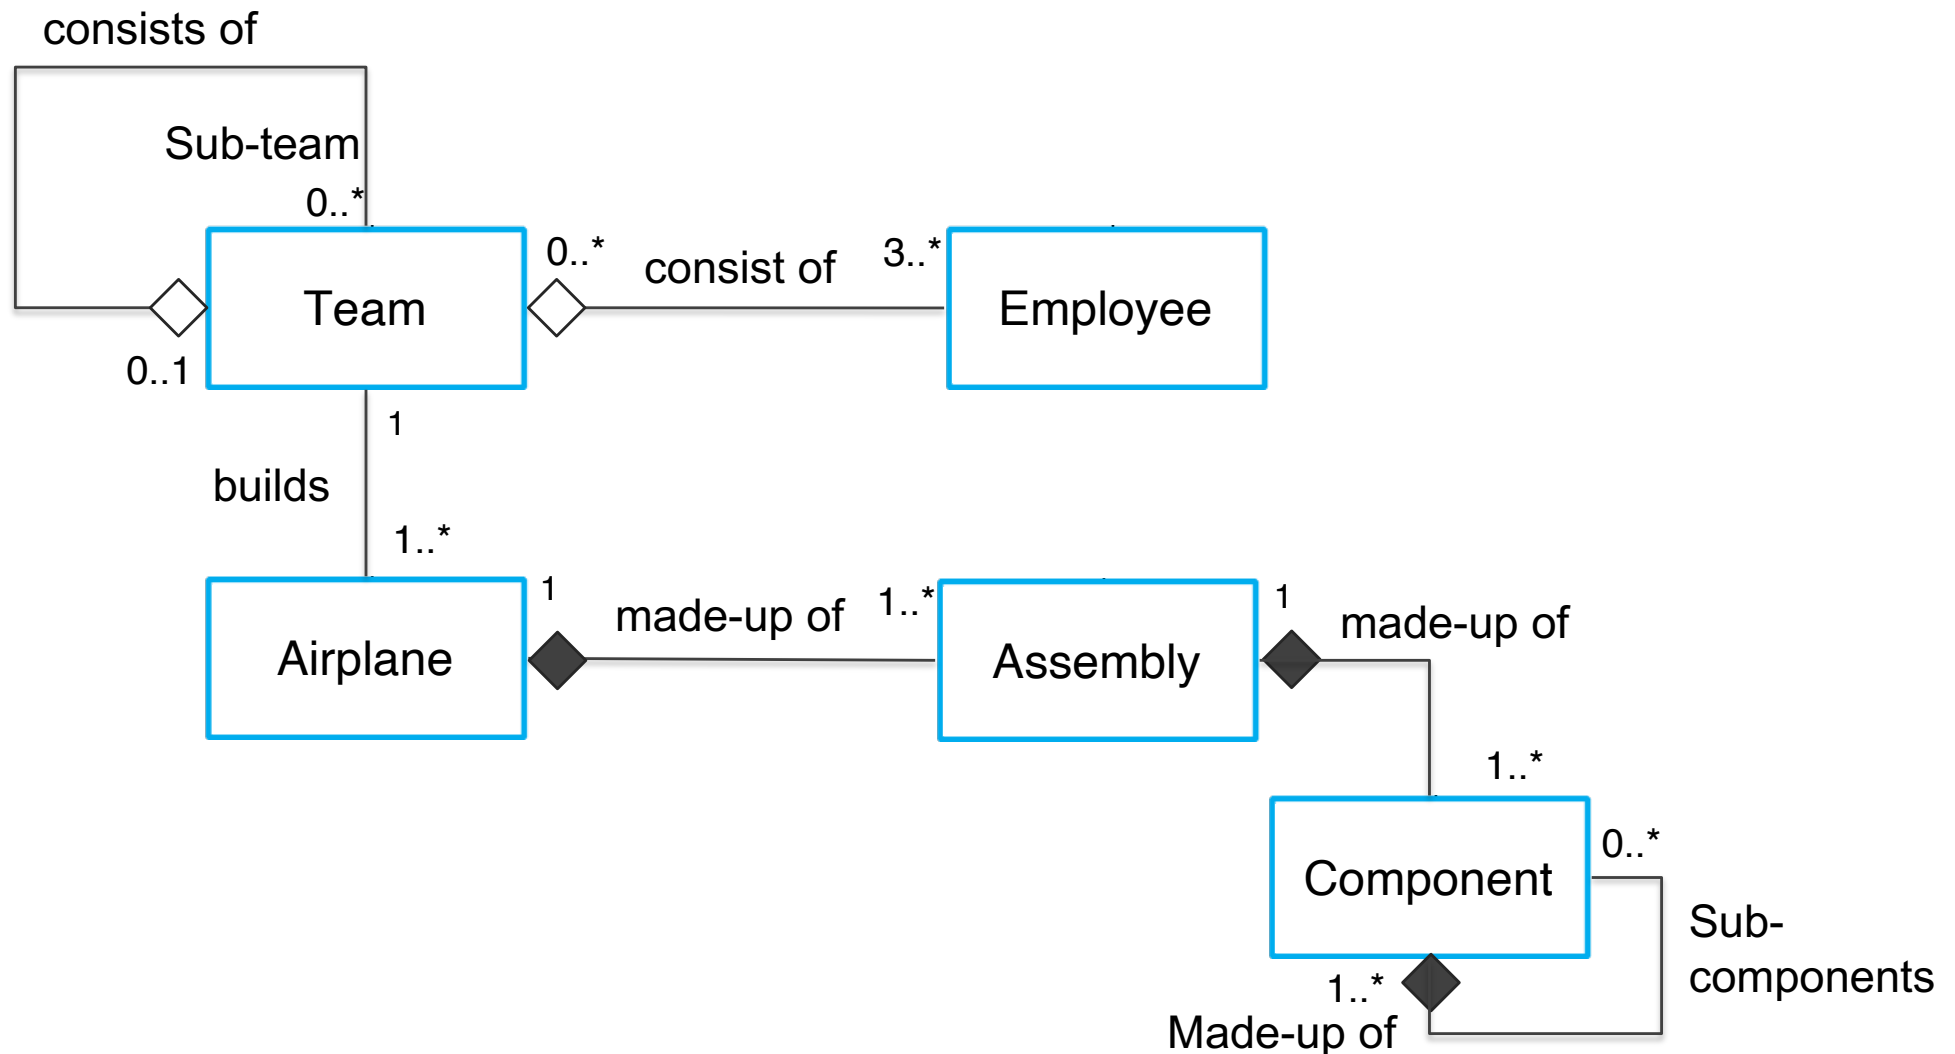 consists of
Sub-team
0..*
0..*
consist of
3..*
Team
Employee
0..1
1
builds
1..*
1
made-up of
1..*
1
made-up of
Airplane
Assembly
1..*
0..*
Component
Sub-
components
1..*
Made-up of